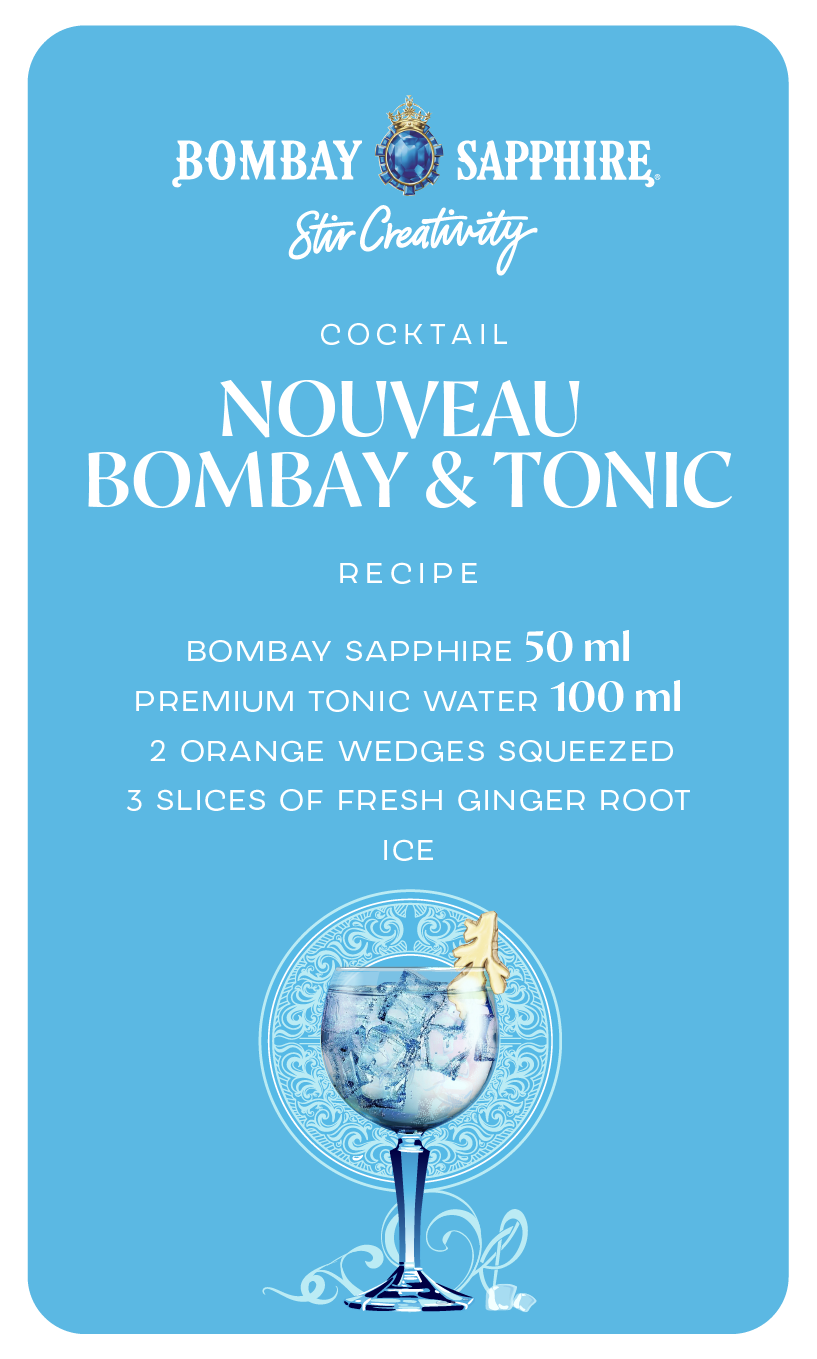 BOMBAY SAPPHIRE®
Stir Creativity
COCKTAIL
NOUVEAU
BOMBAY & TONIC
RECIPE
BOMBAY SAPPHIRE 50 ml
PREMIUM TONIC WATER 100 ml
2 ORANGE WEDGES SQUEEZED
3 SLICES OF FRESH GINGER ROOT
ICE